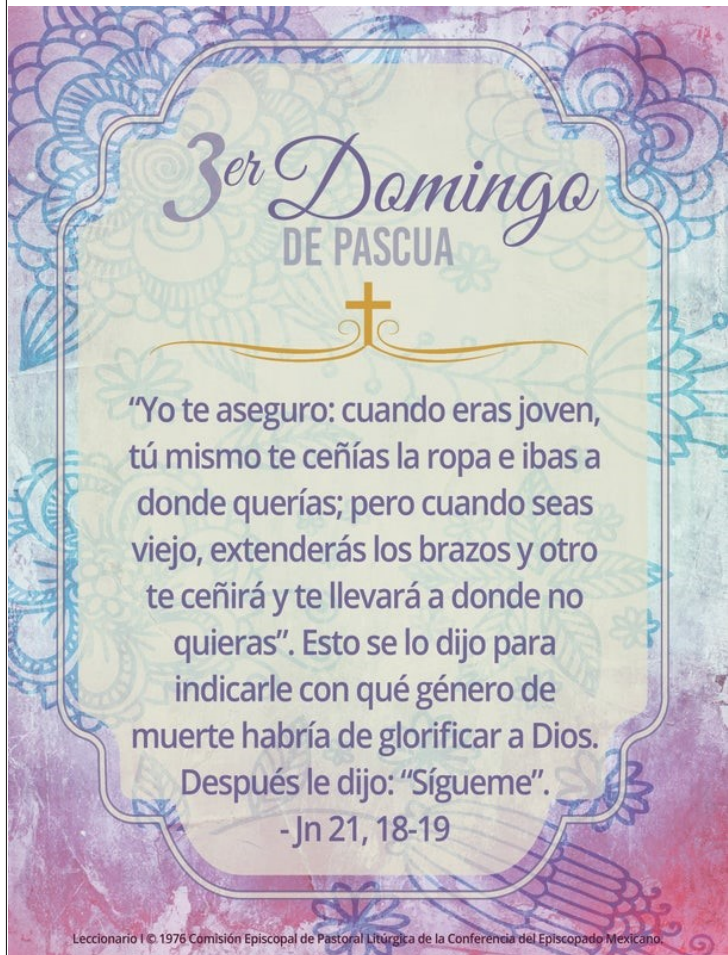 3er Domingo
DE PASCUA
“Yo te aseguro: cuando eras joven,
tú mismo te ceñías la ropa e ibas a
donde querías; pero cuando seas
viejo, extenderás los brazos y otro
te ceñirá y te llevará a donde no
quieras”. Esto se lo dijo para
indicarle con qué género de
muerte habría de glorificar a Dios.
Después le dijo: “Sígueme”.
- Jn 21, 18-19
Leccionario I © 1976 Comisión Episcopal de Pastoral Litúrgica de la Conferencia del Episcopado Mexicano.